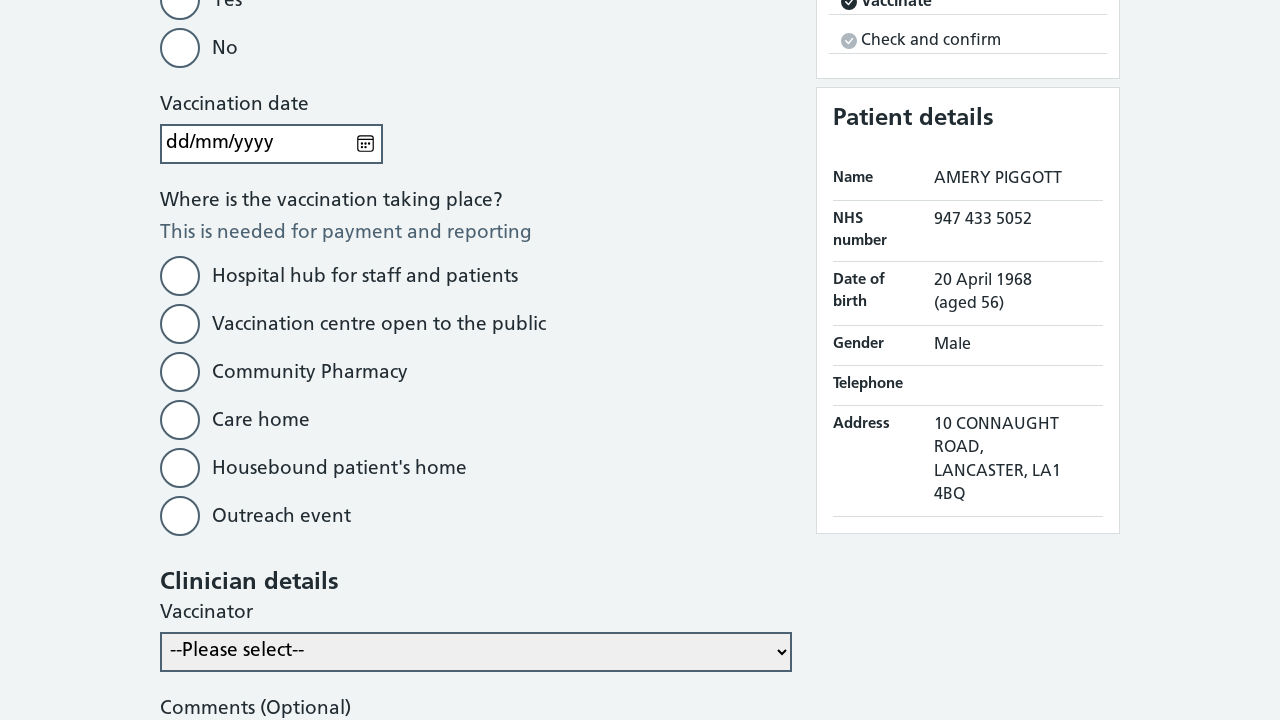 Yes
No
Vaccination date
dd/mm/yyyy
Where is the vaccination taking place?
This is needed for payment and reporting
Hospital hub for staff and patients
Vaccination centre open to the public
Community Pharmacy
Care home
Housebound patient's home
Outreach event
Clinician details
Vaccinator
--Please select--
Comments (Optional)
Vaccinate
Check and confirm
Patient details
Name AMERY PIGGOTT
NHS number 947 433 5052
Date of birth 20 April 1968 (aged 56)
Gender Male
Telephone
Address 10 CONNAUGHT
ROAD,
LANCASTER, LA1
4BQ